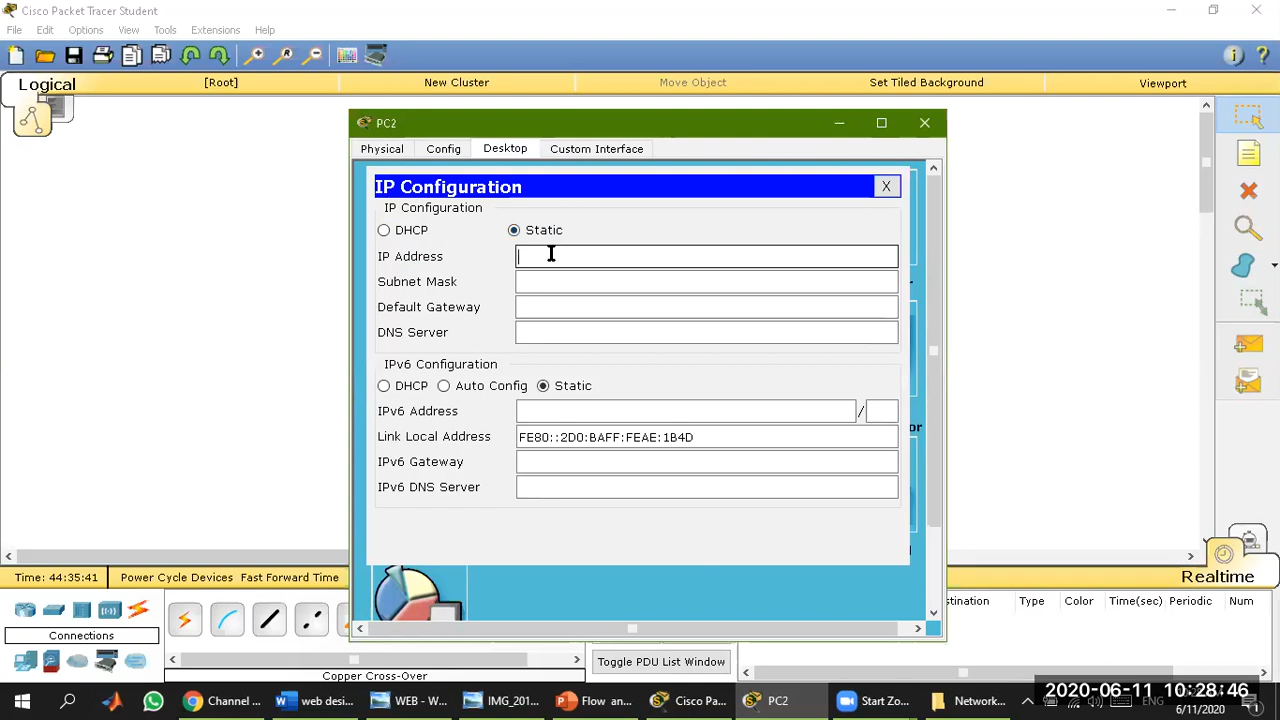 Cisco Packet Tracer Student
File Edit Options View Tools Extensions Help
Logical [Root] New Cluster Move Object Set Tiled Background Viewport
PC2
Physical Config Desktop Custom Interface
IP Configuration X
IP Configuration
DHCP Static
IP Address
Subnet Mask
Default Gateway
DNS Server
IPv6 Configuration
DHCP Auto Config Static
IPv6 Address /
Link Local Address FE80::2D0:BAFF:FEAE:1B4D
IPv6 Gateway
IPv6 DNS Server
Time: 44:35:41 Power Cycle Devices Fast Forward Time
Realtime
Type Color Time(sec) Periodic Num
Connections
Toggle PDU List Window
Copper Cross-Over
Channel ... web desi... WEB - W... IMG_201... Flow an... Cisco Pa... PC2 Start Zo... Network... ENG
2020-06-11 10:28:46
6/11/2020